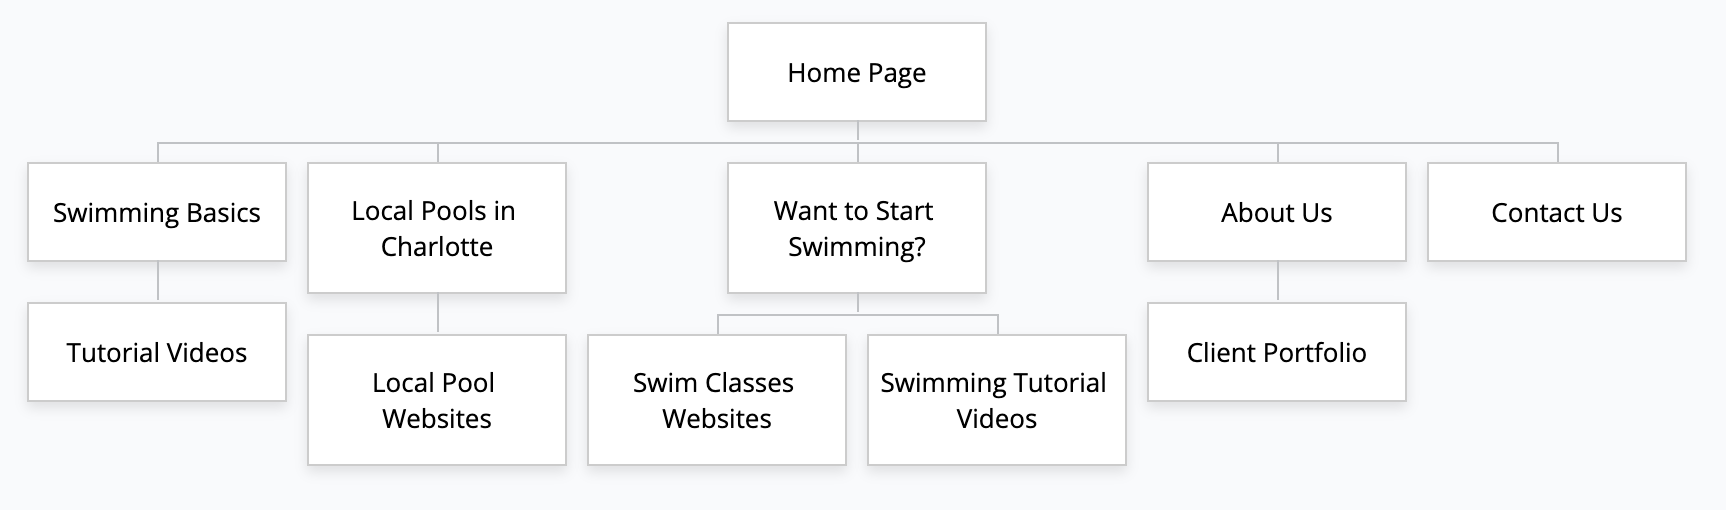 Home Page
Swimming Basics
Local Pools in
Charlotte
Want to Start
Swimming?
About Us
Contact Us
Tutorial Videos
Local Pool
Websites
Swim Classes
Websites
Swimming Tutorial
Videos
Client Portfolio